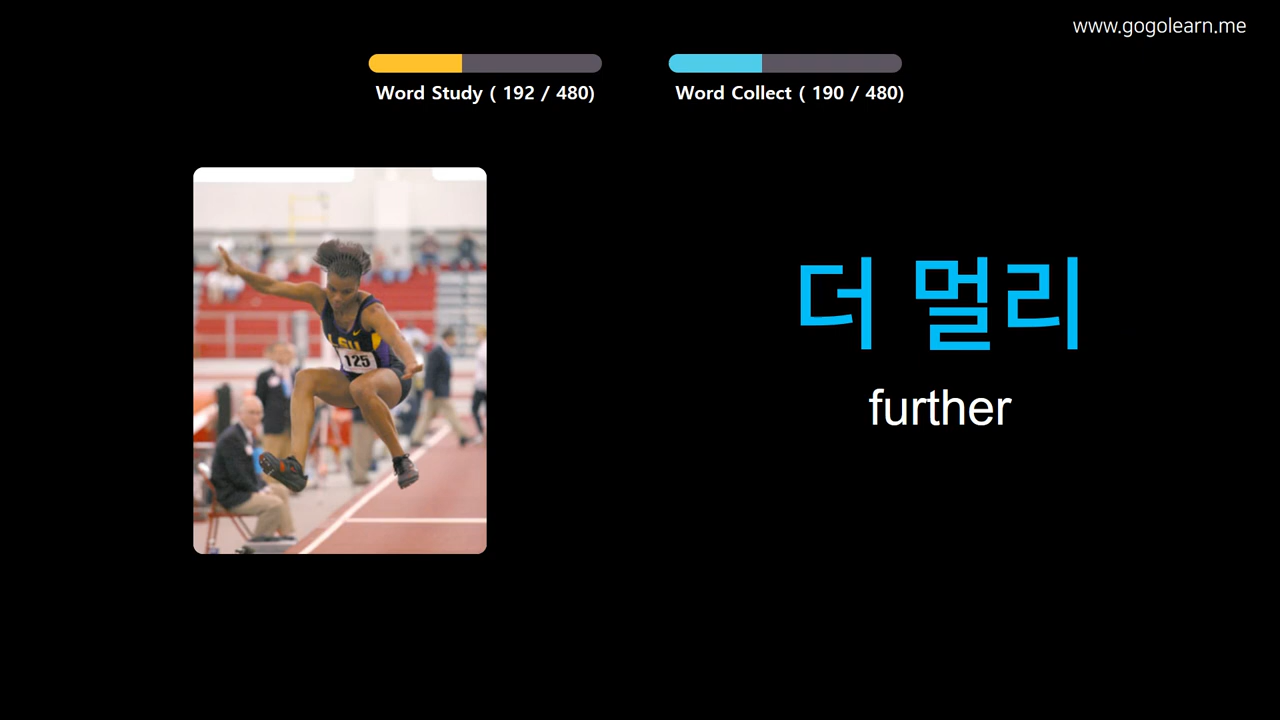 www.gogolearn.me
Word Study ( 192 / 480)
Word Collect ( 190 / 480)
LSU
125
더 멀리
further